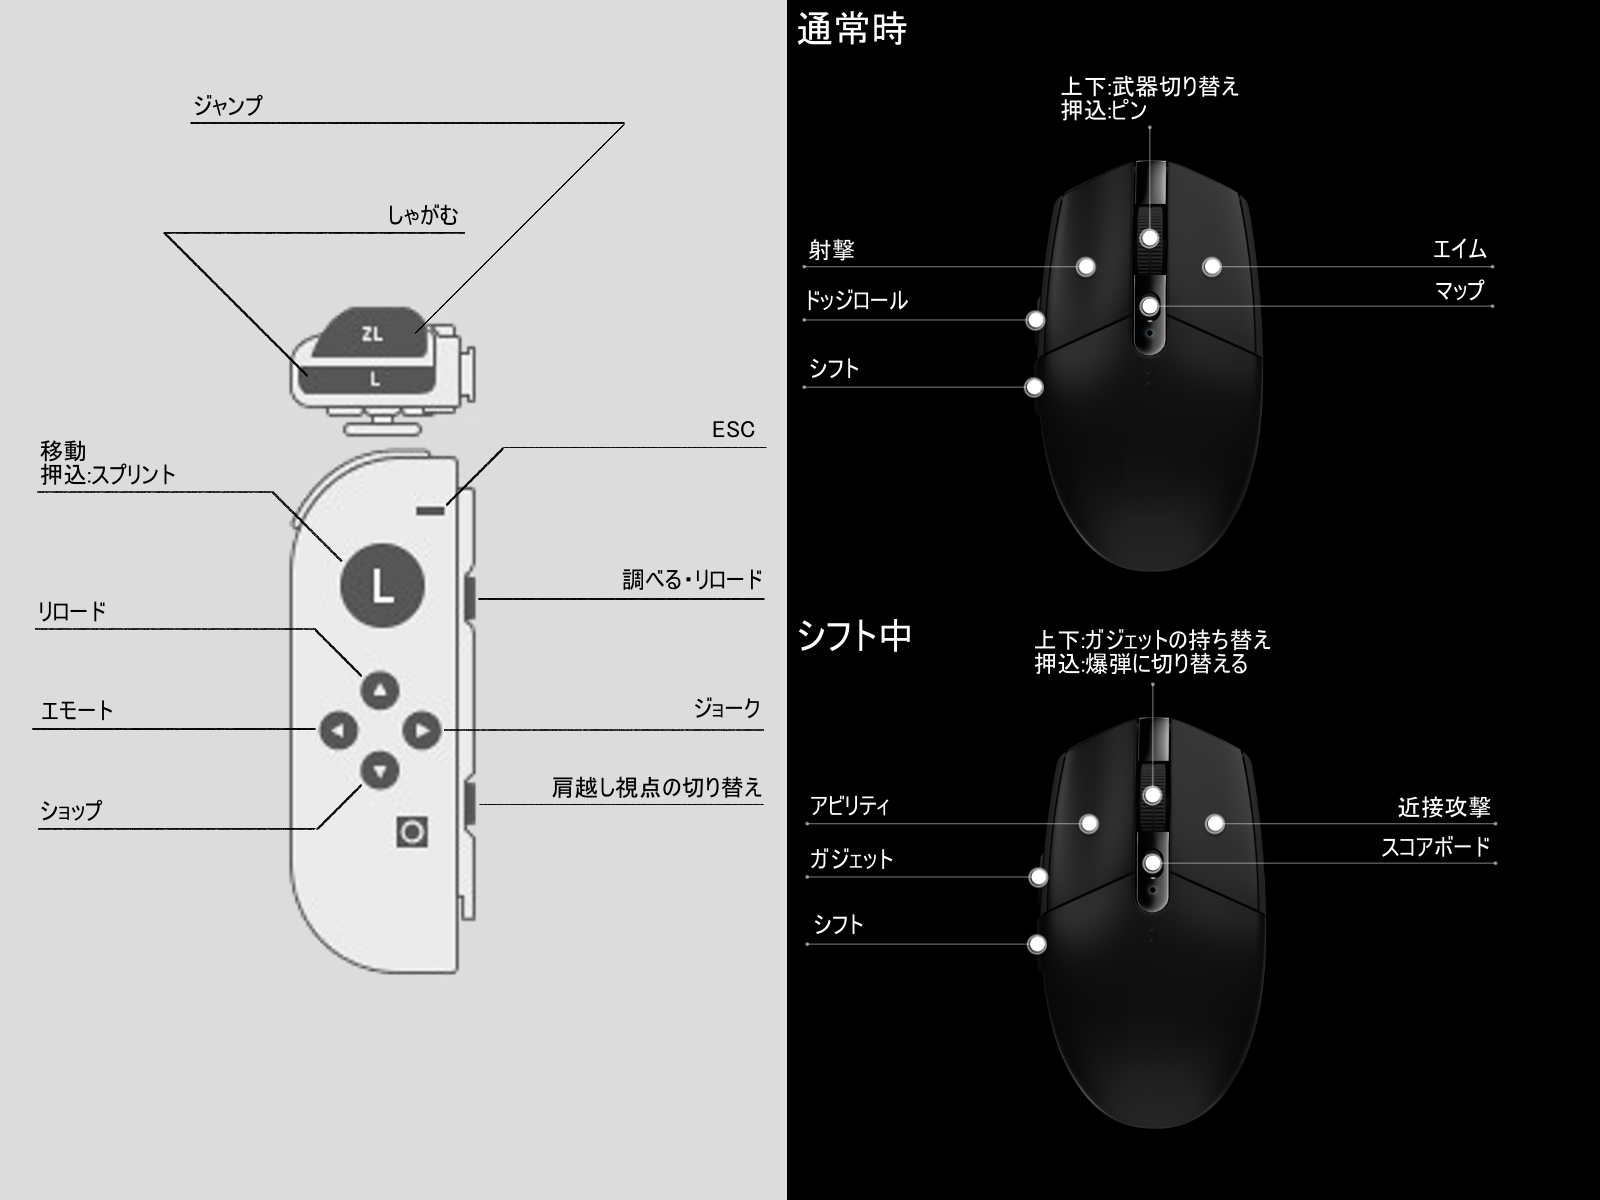 ジャンプ
しゃがむ
ZL
L
ESC
移動
押込:スプリント
L
調べる・リロード
リロード
エモート
ジョーク
肩越し視点の切り替え
ショップ
通常時
上下:武器切り替え
押込:ピン
射撃
エイム
ドッジロール
マップ
シフト
シフト中
上下:ガジェットの持ち替え
押込:爆弾に切り替える
アビリティ
近接攻撃
ガジェット
スコアボード
シフト